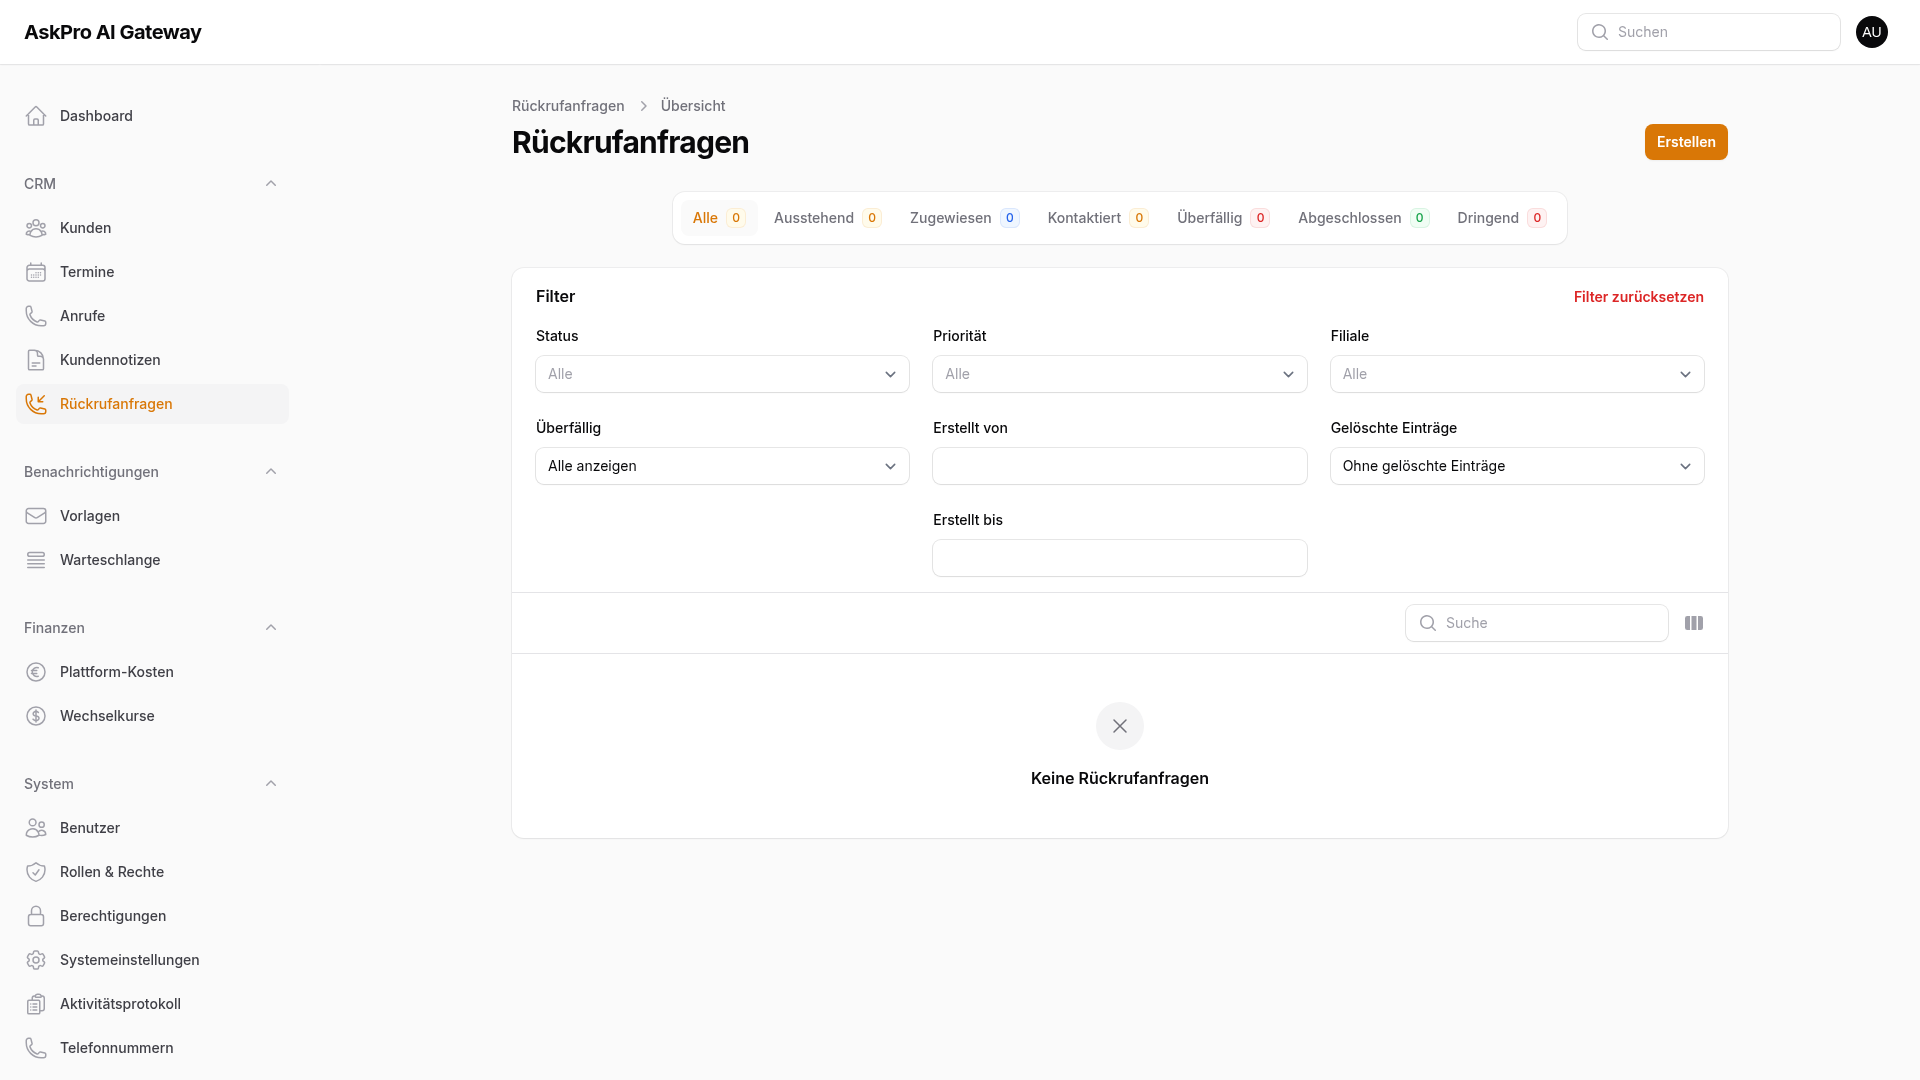 AskPro AI Gateway
Suchen
AU
Dashboard
CRM
Kunden
Termine
Anrufe
Kundennotizen
Rückrufanfragen
Benachrichtigungen
Vorlagen
Warteschlange
Finanzen
Plattform-Kosten
Wechselkurse
System
Benutzer
Rollen & Rechte
Berechtigungen
Systemeinstellungen
Aktivitätsprotokoll
Telefonnummern
Rückrufanfragen > Übersicht
Rückrufanfragen
Erstellen
Alle 0 Ausstehend 0 Zugewiesen 0 Kontaktiert 0 Überfällig 0 Abgeschlossen 0 Dringend 0
Filter
Filter zurücksetzen
Status Priorität Filiale
Alle Alle Alle
Überfällig Erstellt von Gelöschte Einträge
Alle anzeigen Ohne gelöschte Einträge
Erstellt bis
Suche
Keine Rückrufanfragen